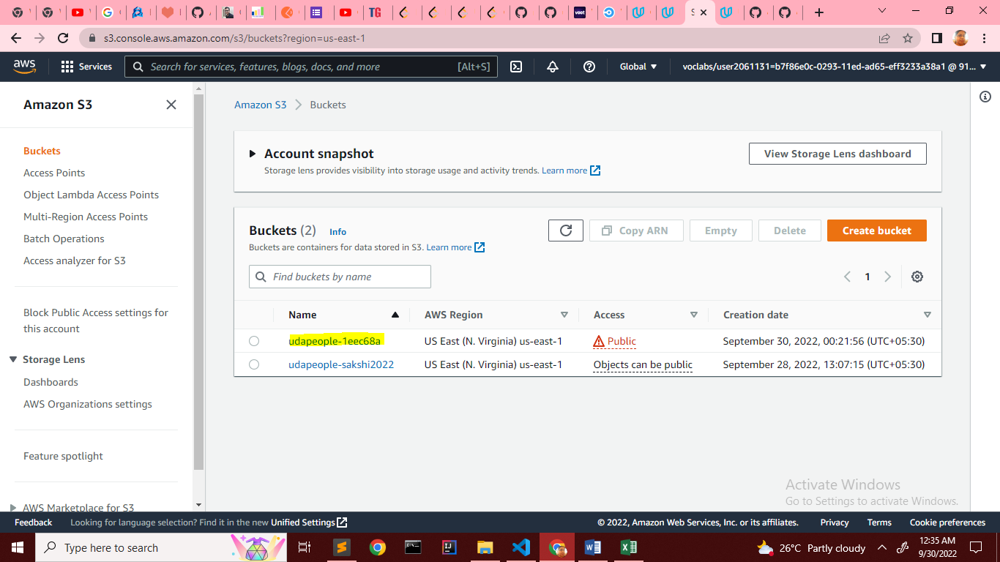 s3.console.aws.amazon.com/s3/buckets?region=us-east-1
aws Services Search for services, features, blogs, docs, and more [Alt+S] Global voclabs/user2061131=b7f86e0c-0293-11ed-ad65-eff3233a38a1 @ 91...
Amazon S3
Buckets
Access Points
Object Lambda Access Points
Multi-Region Access Points
Batch Operations
Access analyzer for S3
Block Public Access settings for
this account
Storage Lens
Dashboards
AWS Organizations settings
Feature spotlight
AWS Marketplace for S3
Amazon S3 Buckets
Account snapshot
View Storage Lens dashboard
Storage lens provides visibility into storage usage and activity trends. Learn more
Buckets (2) Info
Copy ARN Empty Delete Create bucket
Buckets are containers for data stored in S3. Learn more
Find buckets by name
1
Name AWS Region Access Creation date
udapeople-1eec68a US East (N. Virginia) us-east-1 Public September 30, 2022, 00:21:56 (UTC+05:30)
udapeople-sakshi2022 US East (N. Virginia) us-east-1 Objects can be public September 28, 2022, 13:07:15 (UTC+05:30)
Activate Windows
Go to Settings to activate Windows.
Feedback Looking for language selection? Find it in the new Unified Settings © 2022, Amazon Web Services, Inc. or its affiliates. Privacy Terms Cookie preferences
Type here to search 26°C Partly cloudy 12:35 AM
9/30/2022